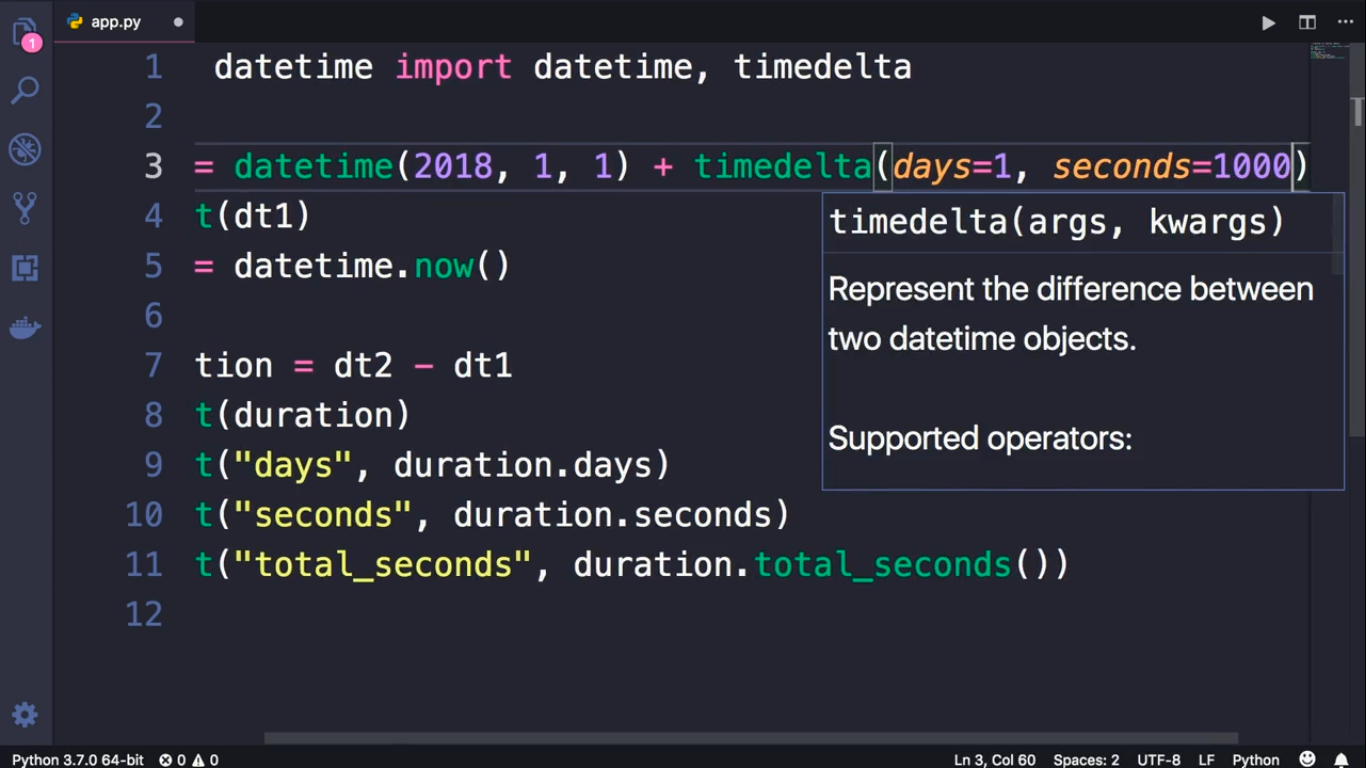 1
app.py
1 datetime import datetime, timedelta
2
3 = datetime(2018, 1, 1) + timedelta(days=1, seconds=1000)
timedelta(args, kwargs)
Represent the difference between
two datetime objects.
Supported operators:
4 t(dt1)
5 = datetime.now()
6
7 tion = dt2 - dt1
8 t(duration)
9 t("days", duration.days)
10 t("seconds", duration.seconds)
11 t("total_seconds", duration.total_seconds())
12
Python 3.7.0 64-bit 0 0 Ln 3, Col 60 Spaces: 2 UTF-8 LF Python